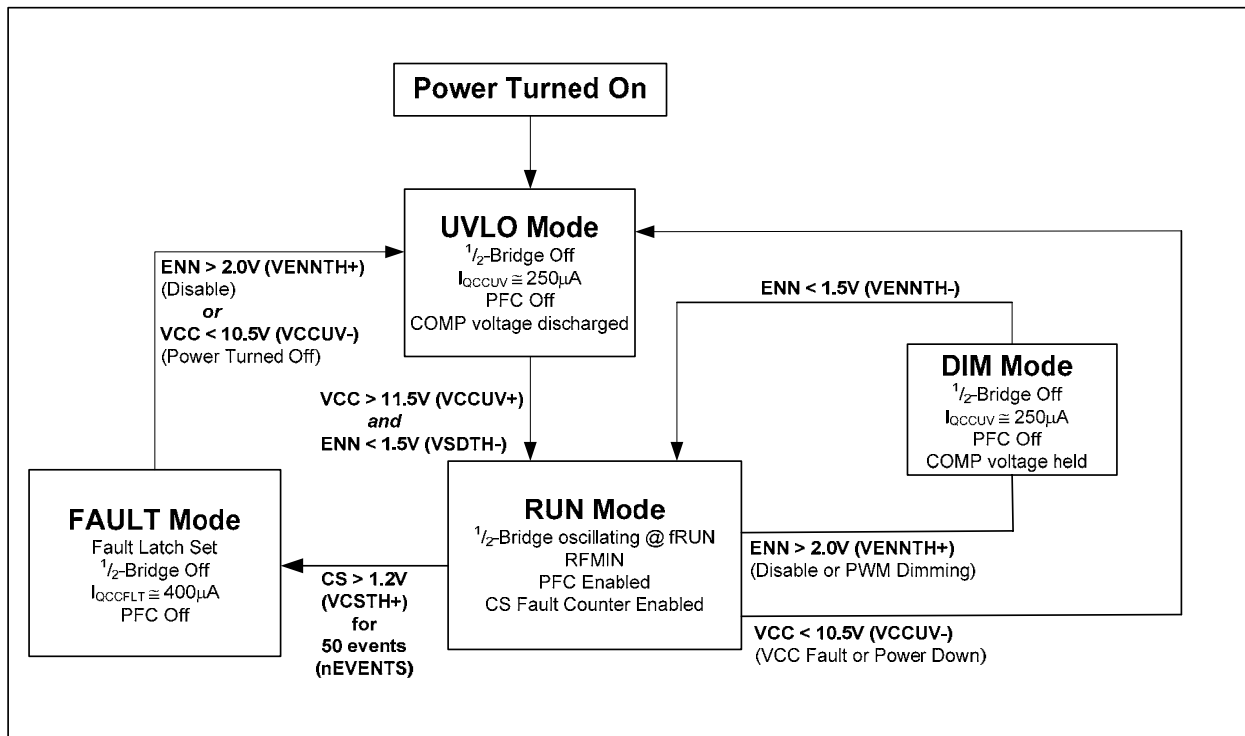 Power Turned On
UVLO Mode
1/2-Bridge Off
IQCCUV ≅ 250µA
PFC Off
COMP voltage discharged
ENN > 2.0V (VENNTH+)
(Disable)
or
VCC < 10.5V (VCCUV-)
(Power Turned Off)
ENN < 1.5V (VENNTH-)
DIM Mode
1/2-Bridge Off
IQCCUV ≅ 250µA
PFC Off
COMP voltage held
VCC > 11.5V (VCCUV+)
and
ENN < 1.5V (VSDTH-)
FAULT Mode
Fault Latch Set
1/2-Bridge Off
IQCCFLT ≅ 400µA
PFC Off
CS > 1.2V
(VCSTH+)
for
50 events
(nEVENTS)
RUN Mode
1/2-Bridge oscillating @ fRUN
RFMIN
PFC Enabled
CS Fault Counter Enabled
ENN > 2.0V (VENNTH+)
(Disable or PWM Dimming)
VCC < 10.5V (VCCUV-)
(VCC Fault or Power Down)